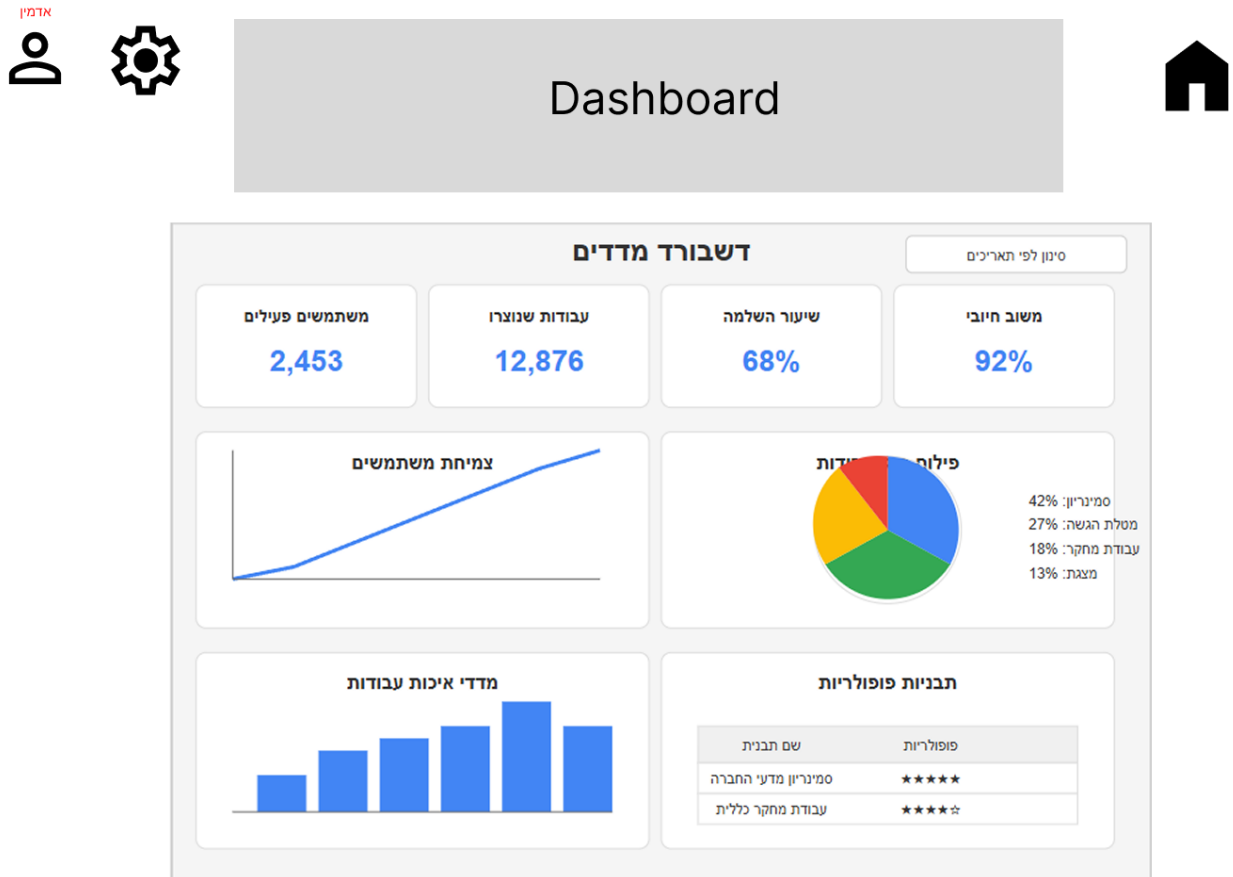 אדמין
Dashboard
דשבורד מדדים
סינון לפי תאריכים
משוב חיובי
92%
שיעור השלמה
68%
עבודות שנוצרו
12,876
משתמשים פעילים
2,453
פילוח
סמינריון: 42%
מטלת הגשה: 27%
עבודת מחקר: 18%
מצגת: 13%
צמיחת משתמשים
תבניות פופולריות
פופולריות
שם תבנית
★★★★★
סמינריון מדעי החברה
★★★★☆
עבודת מחקר כללית
מדדי איכות עבודות